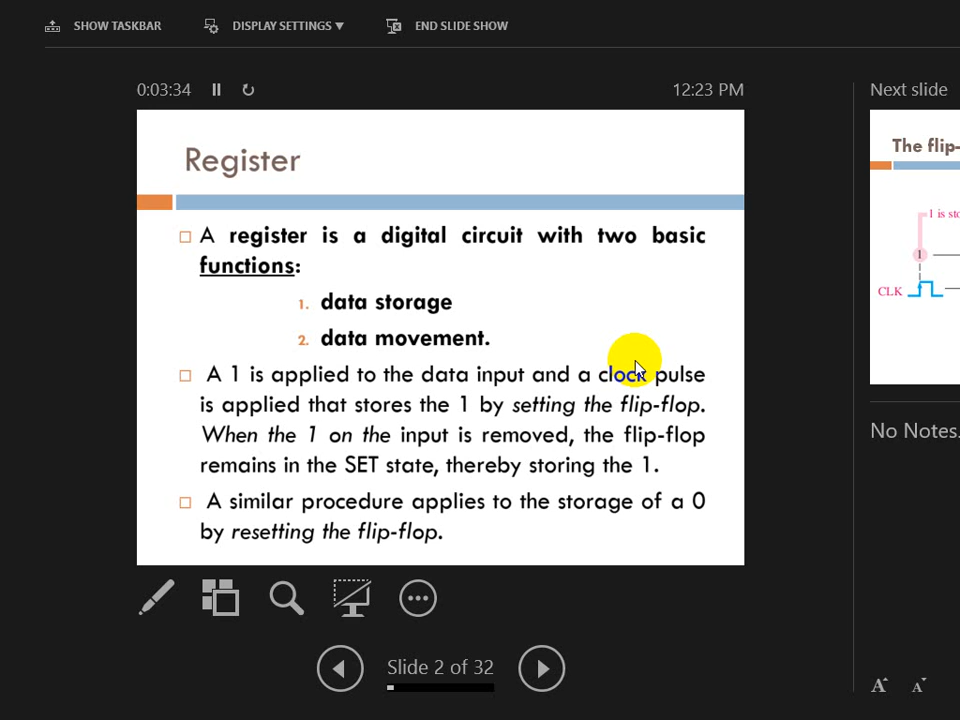 SHOW TASKBAR DISPLAY SETTINGS ▼ END SLIDE SHOW
0:03:34 12:23 PM Next slide
Register
A register is a digital circuit with two basic
functions:
1. data storage
2. data movement.
A 1 is applied to the data input and a clock pulse
is applied that stores the 1 by setting the flip-flop.
When the 1 on the input is removed, the flip-flop
remains in the SET state, thereby storing the 1.
A similar procedure applies to the storage of a 0
by resetting the flip-flop.
The flip-
1 is sto
1
CLK
No Notes.
Slide 2 of 32
A A